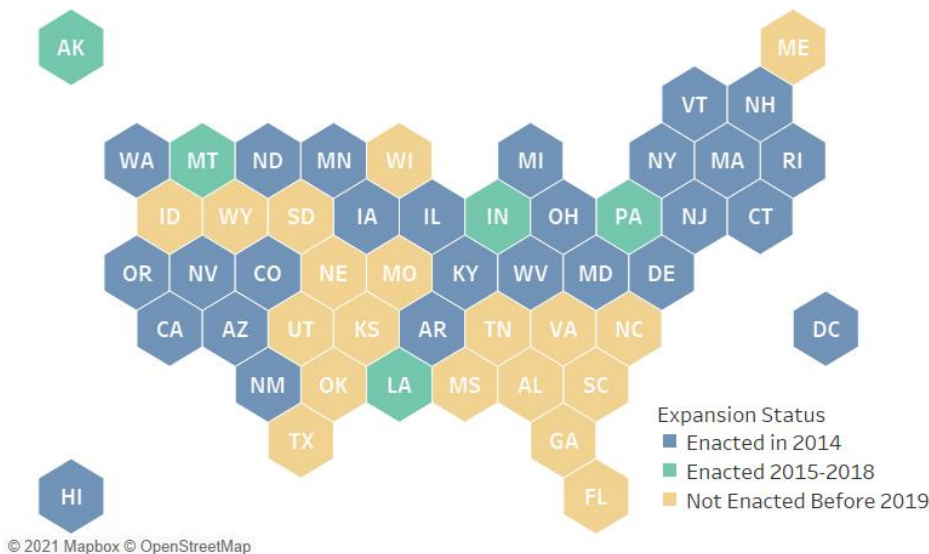 AK
ME
VT NH
WA MT ND MN WI MI NY MA RI
ID WY SD IA IL IN OH PA NJ CT
OR NV CO NE MO KY WV MD DE
CA AZ UT KS AR TN VA NC DC
NM OK LA MS AL SC
TX GA
HI FL
Expansion Status
Enacted in 2014
Enacted 2015-2018
Not Enacted Before 2019
© 2021 Mapbox © OpenStreetMap